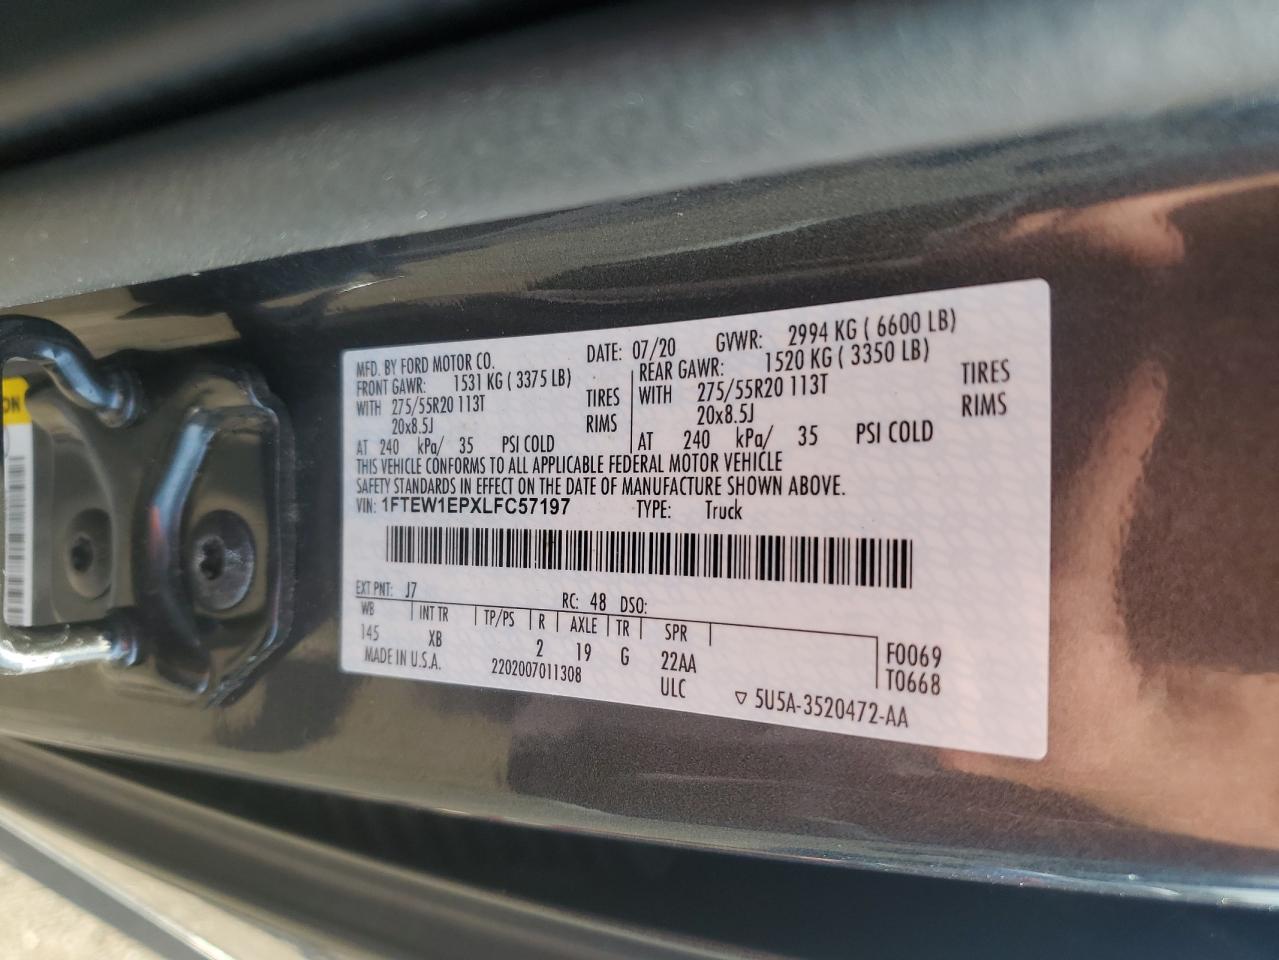 ON
MFD. BY FORD MOTOR CO. DATE: 07/20 GVWR: 2994 KG ( 6600 LB)
FRONT GAWR: 1531 KG ( 3375 LB) REAR GAWR: 1520 KG ( 3350 LB)
WITH 275/55R20 113T TIRES WITH 275/55R20 113T TIRES
20x8.5J RIMS 20x8.5J RIMS
AT 240 kPa/ 35 PSI COLD AT 240 kPa/ 35 PSI COLD
THIS VEHICLE CONFORMS TO ALL APPLICABLE FEDERAL MOTOR VEHICLE
SAFETY STANDARDS IN EFFECT ON THE DATE OF MANUFACTURE SHOWN ABOVE.
VIN: 1FTEW1EPXLFC57197 TYPE: Truck
EXT PNT: J7 RC: 48 DSO:
WB INT TR TP/PS R AXLE TR SPR
145 XB 2 19 G 22AA F0069
MADE IN U.S.A. 2202007011308 ULC T0668
▽ 5U5A-3520472-AA